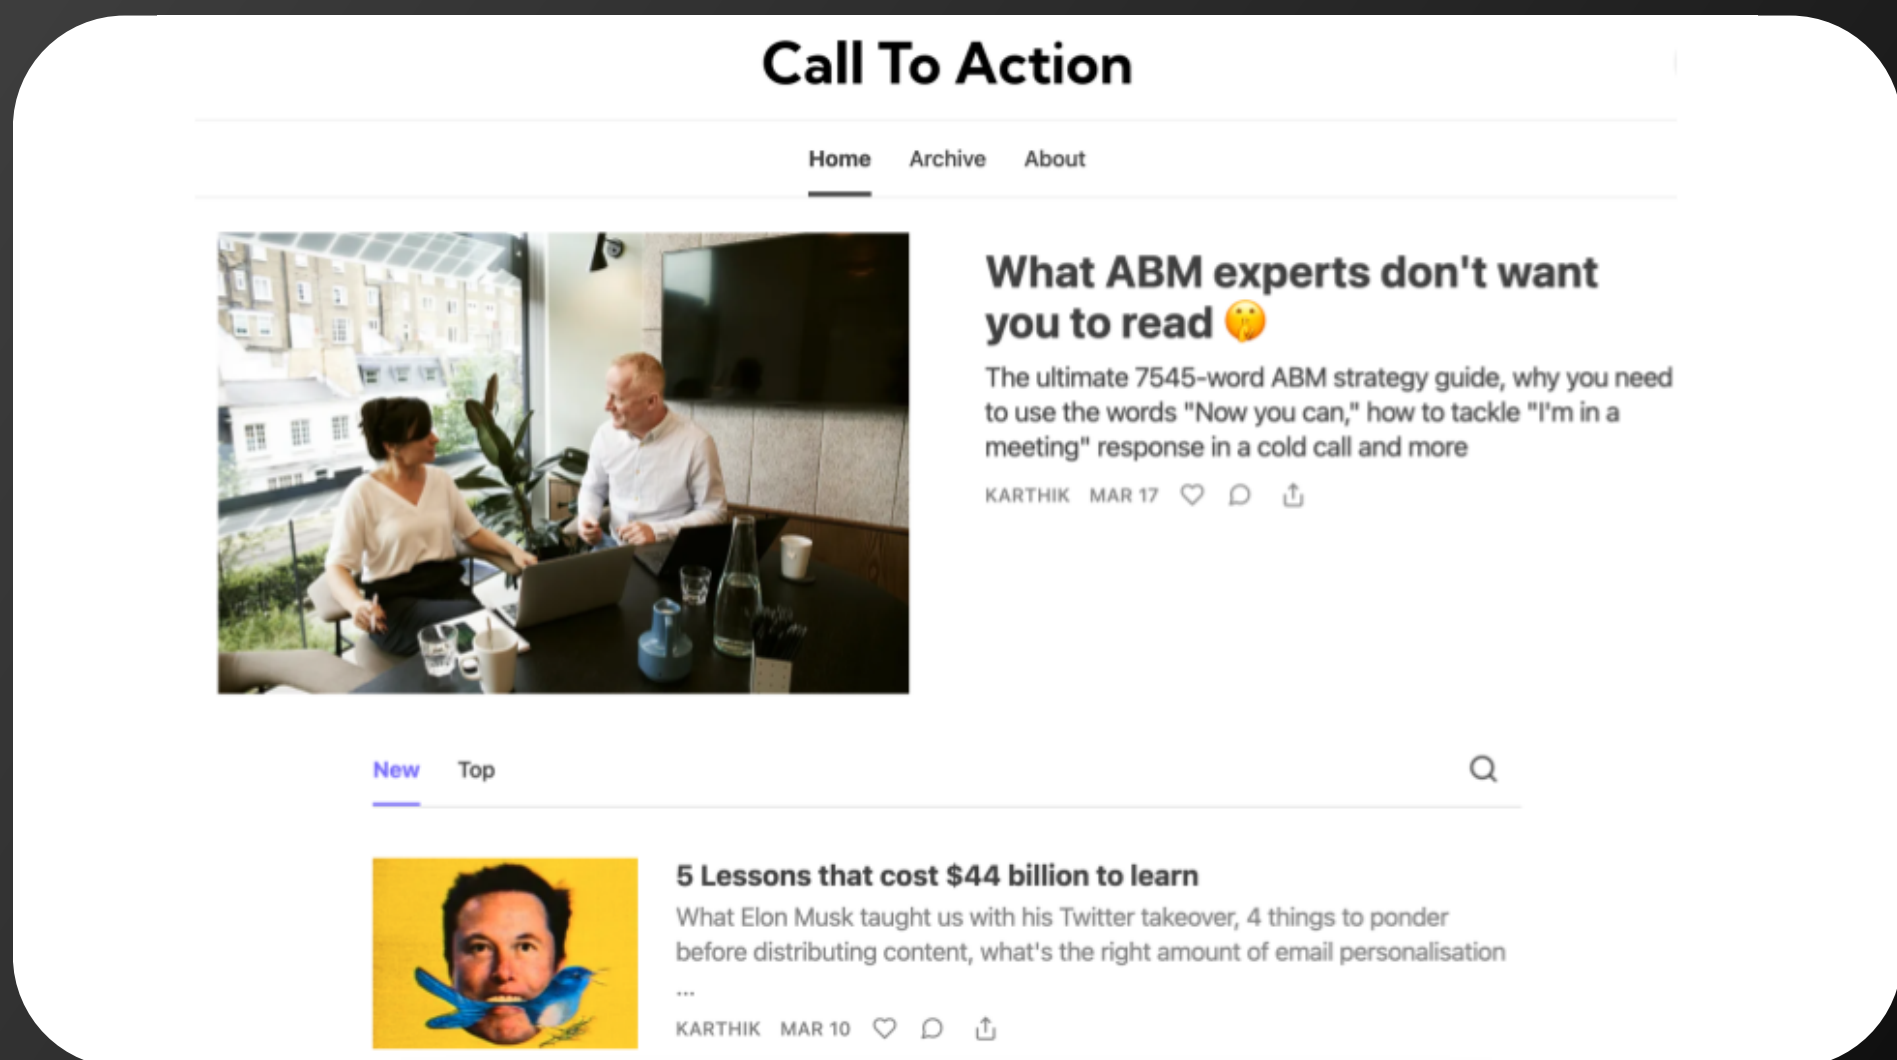 Call To Action
Home Archive About
What ABM experts don't want
you to read 🤫
The ultimate 7545-word ABM strategy guide, why you need
to use the words "Now you can," how to tackle "I'm in a
meeting" response in a cold call and more
KARTHIK MAR 17
New Top
5 Lessons that cost $44 billion to learn
What Elon Musk taught us with his Twitter takeover, 4 things to ponder
before distributing content, what's the right amount of email personalisation
...
KARTHIK MAR 10